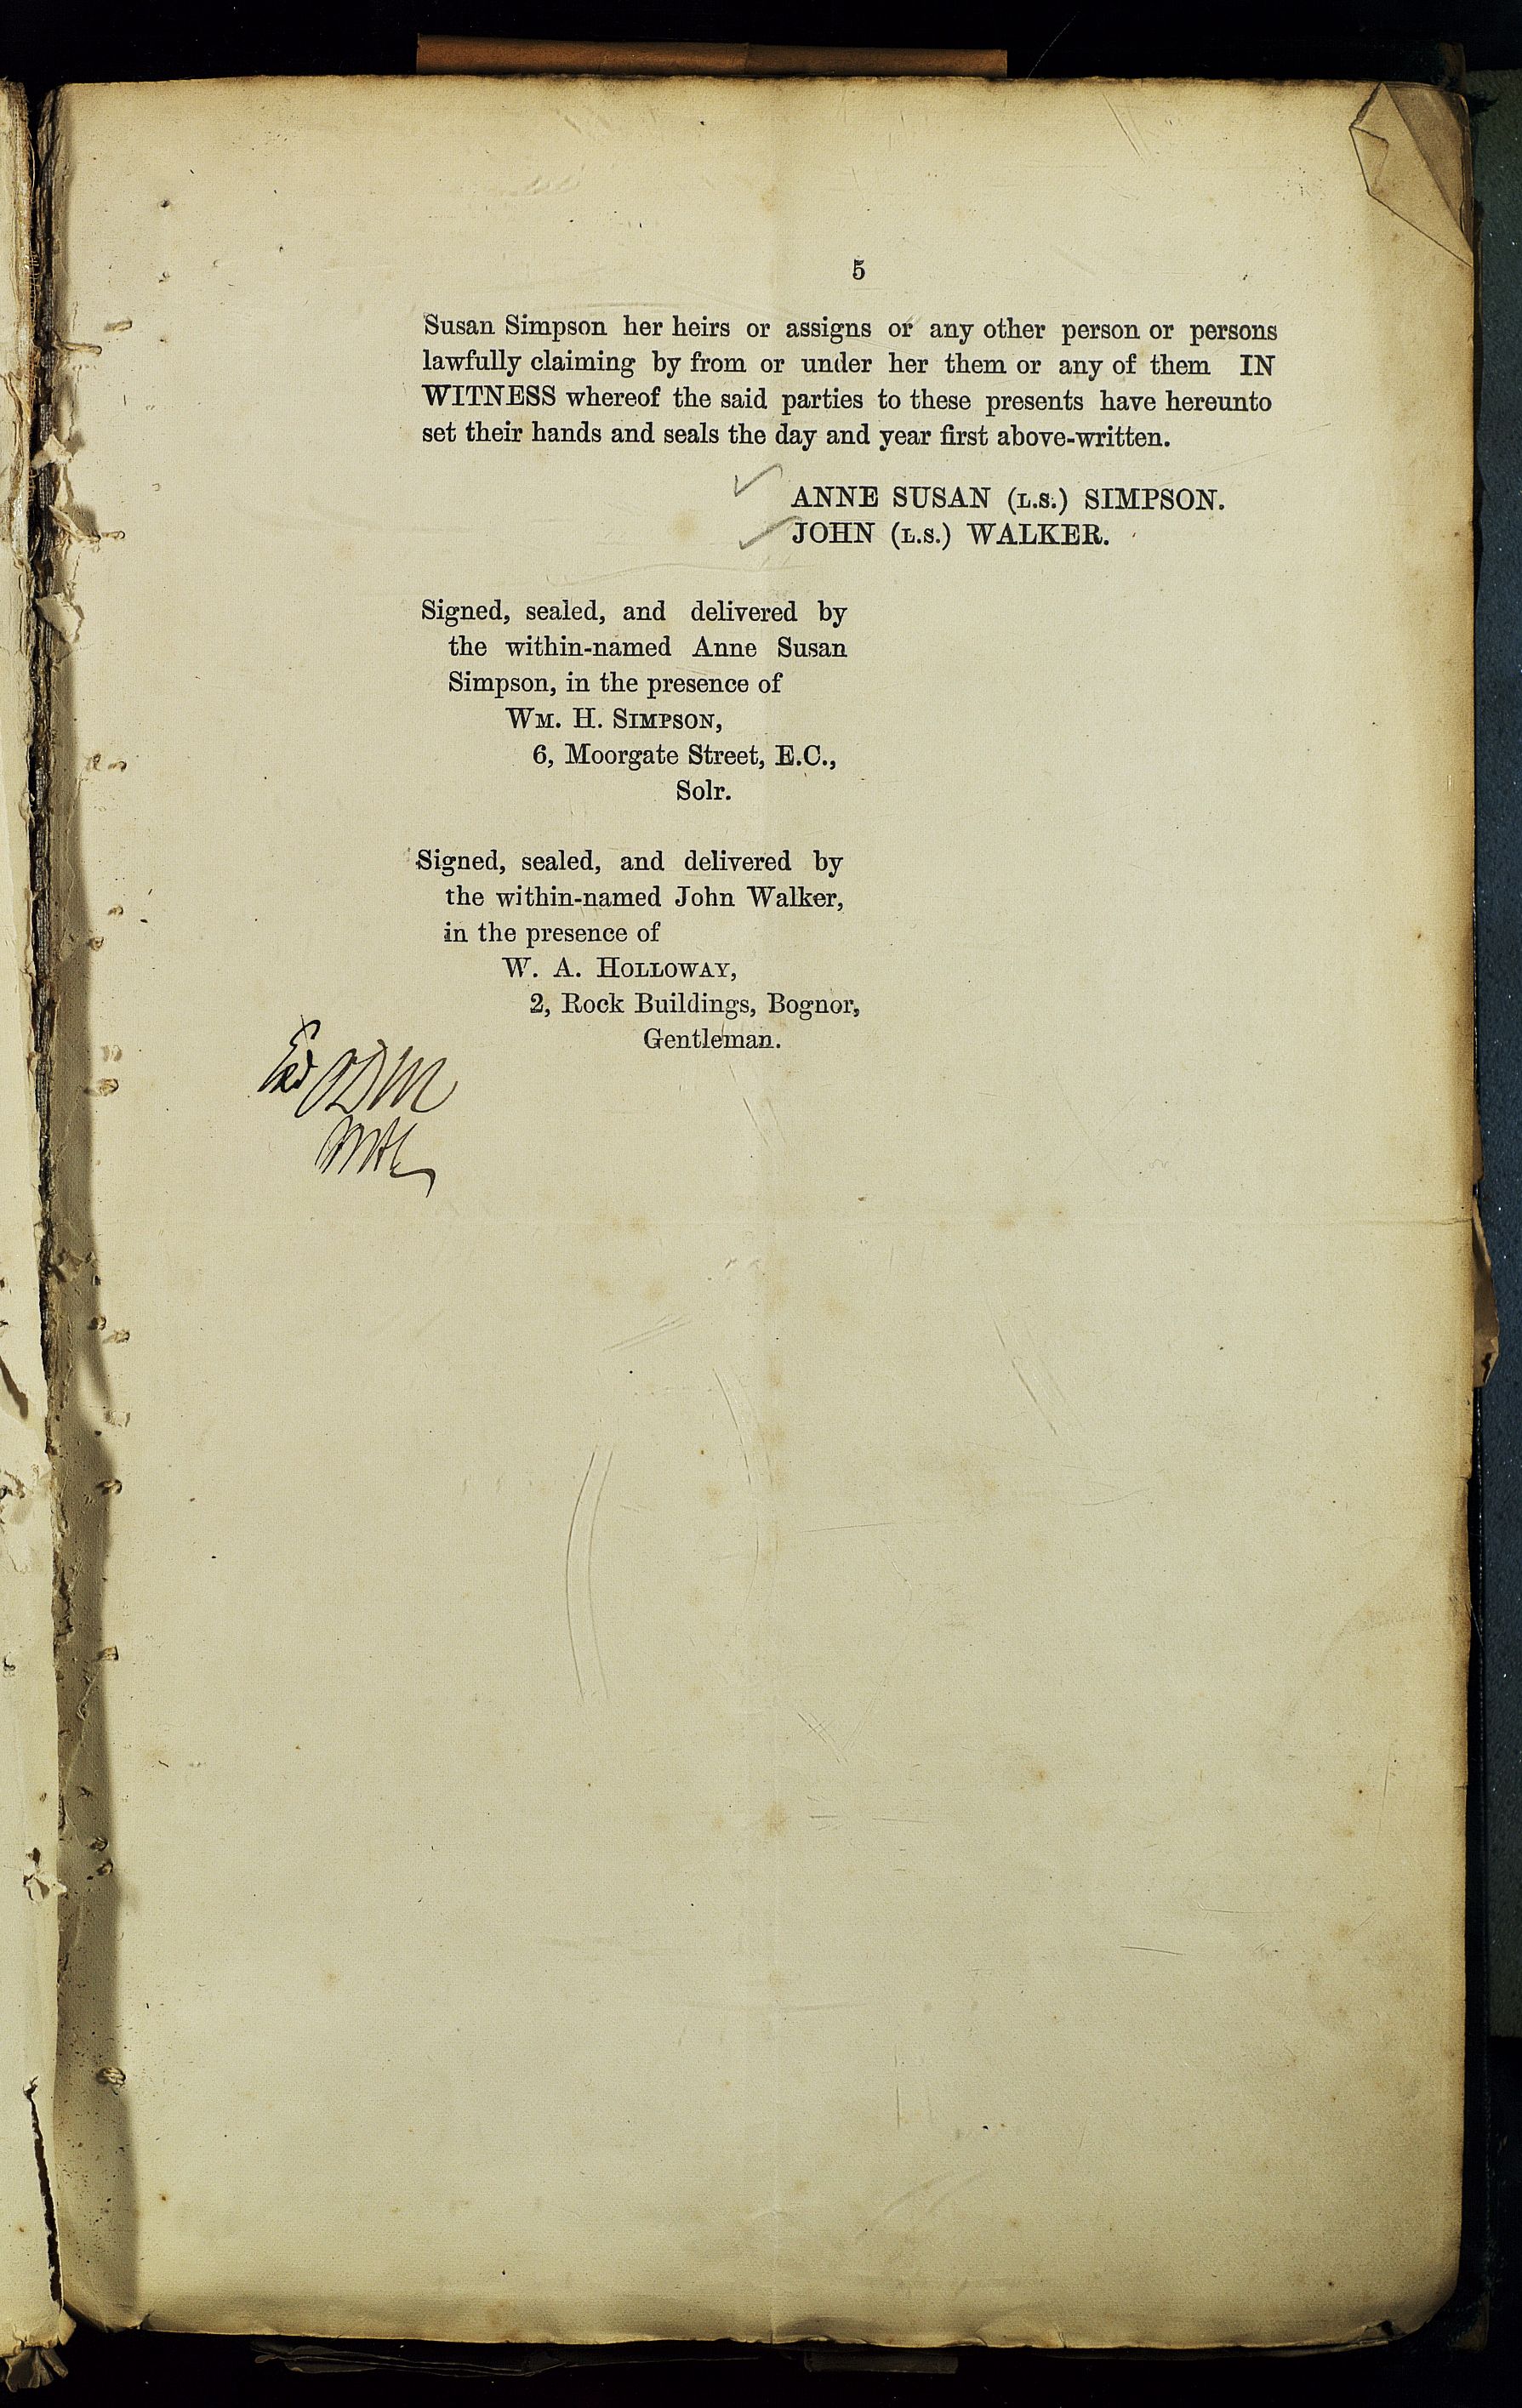 5
Susan Simpson her heirs or assigns or any other person or persons
lawfully claiming by from or under her them or any of them IN
WITNESS whereof the said parties to these presents have hereunto
set their hands and seals the day and year first above-written.
ANNE SUSAN (L.S.) SIMPSON.
JOHN (L.S.) WALKER.
Signed, sealed, and delivered by
the within-named Anne Susan
Simpson, in the presence of
WM. H. SIMPSON,
6, Moorgate Street, E.C.,
Solr.
Signed, sealed, and delivered by
the within-named John Walker,
in the presence of
W. A. HOLLOWAY,
2, Rock Buildings, Bognor,
Gentleman.